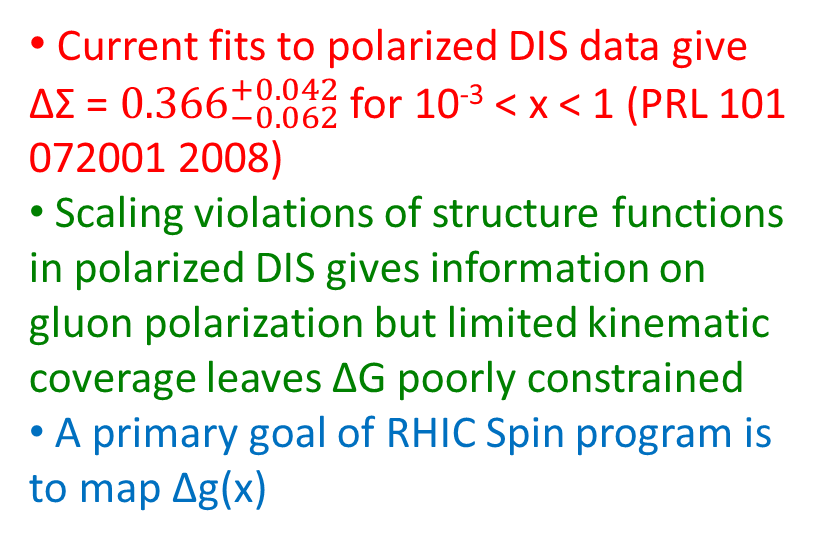 • Current fits to polarized DIS data give
ΔΣ = 0.366^{+0.042}_{−0.062} for 10^{-3} < x < 1 (PRL 101
072001 2008)
• Scaling violations of structure functions
in polarized DIS gives information on
gluon polarization but limited kinematic
coverage leaves ΔG poorly constrained
• A primary goal of RHIC Spin program is
to map Δg(x)